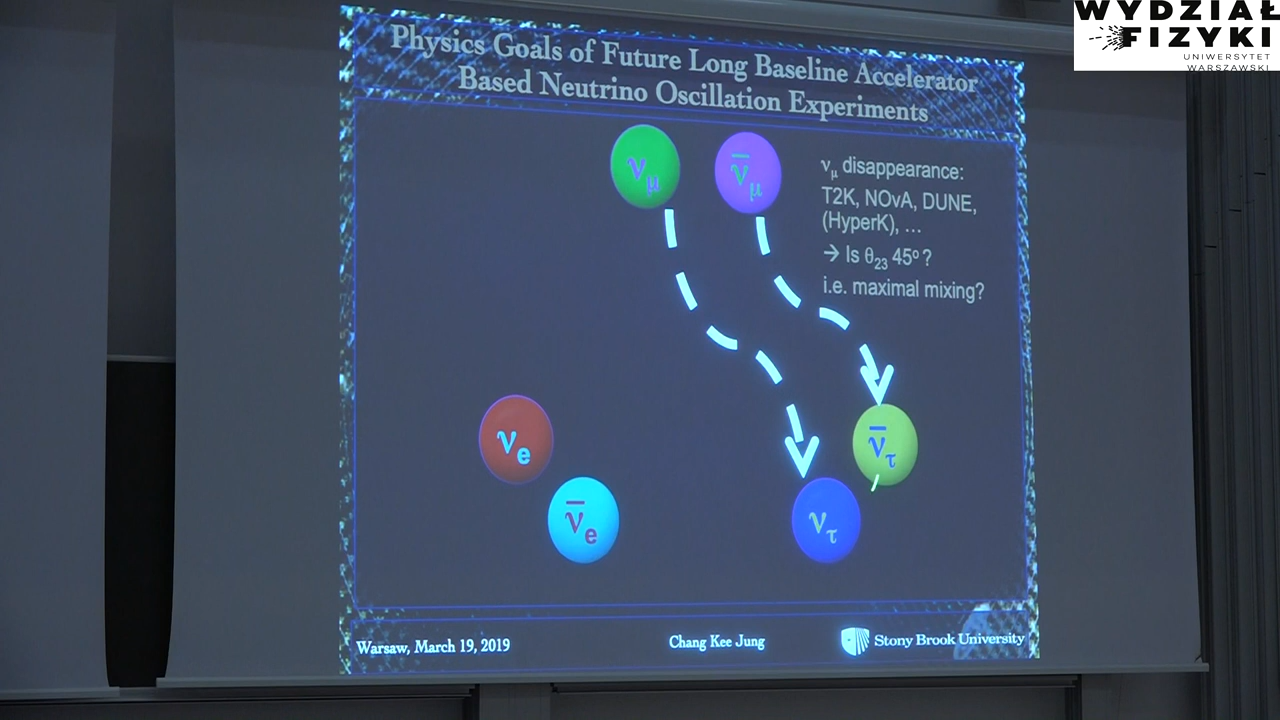 WYDZIAŁ
FIZYKI
UNIWERSYTET
WARSZAWSKI
Physics Goals of Future Long Baseline Accelerator
Based Neutrino Oscillation Experiments
νμ
ν̅μ
νμ disappearance:
T2K, NOvA, DUNE,
(HyperK), ...
→ Is θ23 45º ?
i.e. maximal mixing?
νe
ν̅τ
ν̅e
ντ
Warsaw, March 19, 2019
Chang Kee Jung
Stony Brook University